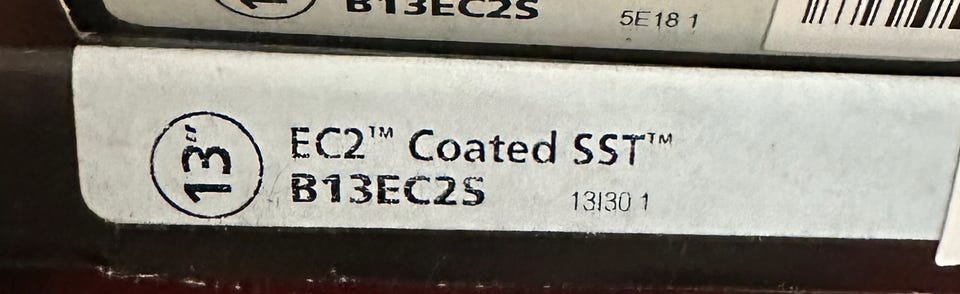 B13EC2S
5E18 1
13"
EC2™ Coated SST™
B13EC2S
13I30 1